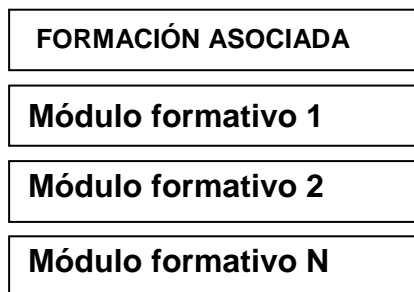 FORMACIÓN ASOCIADA
Módulo formativo 1
Módulo formativo 2
Módulo formativo N